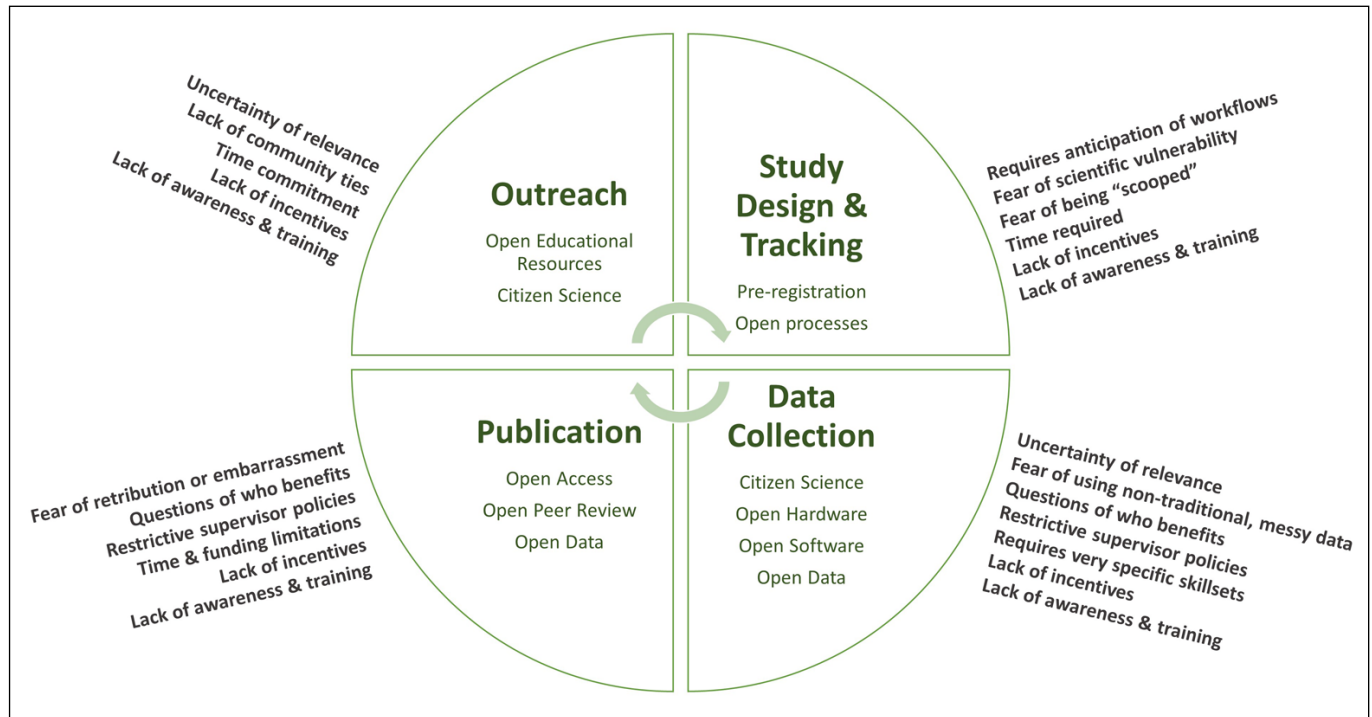 Uncertainty of relevance
Lack of community ties
Time commitment
Lack of incentives
Lack of awareness & training
Outreach
Open Educational
Resources
Citizen Science
Study
Design &
Tracking
Pre-registration
Open processes
Requires anticipation of workflows
Fear of scientific vulnerability
Fear of being “scooped”
Time required
Lack of incentives
Lack of awareness & training
Fear of retribution or embarrassment
Questions of who benefits
Restrictive supervisor policies
Time & funding limitations
Lack of incentives
Lack of awareness & training
Publication
Open Access
Open Peer Review
Open Data
Data
Collection
Citizen Science
Open Hardware
Open Software
Open Data
Uncertainty of relevance
Fear of using non-traditional, messy data
Questions of who benefits
Restrictive supervisor policies
Requires very specific skillsets
Lack of incentives
Lack of awareness & training